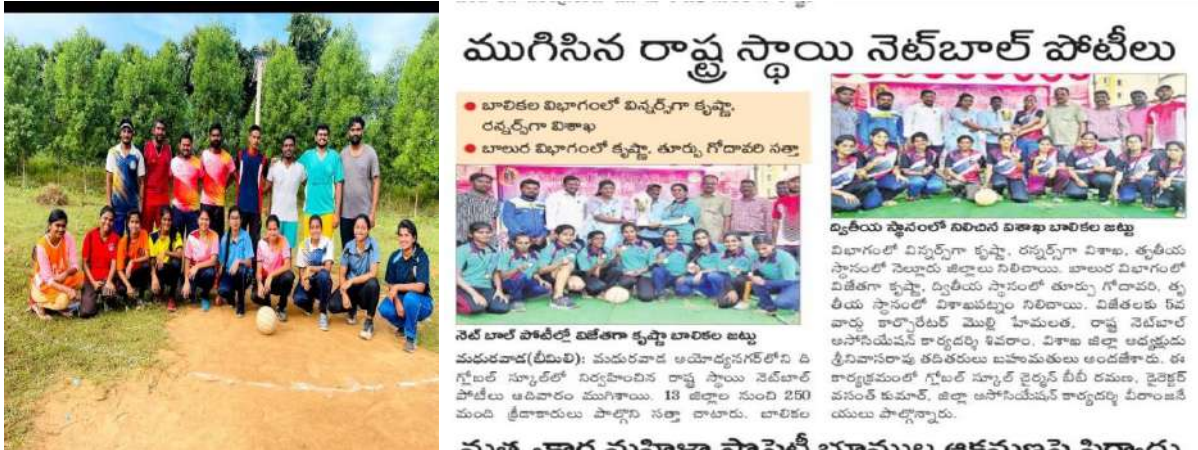 ముగిసిన రాష్ట్ర స్థాయి నెట్‌బాల్ పోటీలు
● బాలికల విభాగంలో విన్నర్స్‌గా కృష్ణా,
రన్నర్స్‌గా విశాఖ
● బాలుర విభాగంలో కృష్ణా, తూర్పు గోదావరి సత్తా
నెట్ బాల్ పోటీల్లో విజేతగా కృష్ణా బాలికల జట్టు
మధురవాడ(భీమిలి): మధురవాడ అయోధ్యనగర్‌లోని ది
గ్లోబల్ స్కూల్‌లో నిర్వహించిన రాష్ట్ర స్థాయి నెట్‌బాల్
పోటీలు ఆదివారం ముగిశాయి. 13 జిల్లాల నుంచి 250
మంది క్రీడాకారులు పాల్గొని సత్తా చాటారు. బాలికల
ద్వితీయ స్థానంలో నిలిచిన విశాఖ బాలికల జట్టు
విభాగంలో విన్నర్స్‌గా కృష్ణా, రన్నర్స్‌గా విశాఖ, తృతీయ
స్థానంలో నెల్లూరు జిల్లాలు నిలిచాయి. బాలుర విభాగంలో
విజేతగా కృష్ణా, ద్వితీయ స్థానంలో తూర్పు గోదావరి, తృ
తీయ స్థానంలో విశాఖపట్నం నిలిచాయి. విజేతలకు 5వ
వార్డు కార్పొరేటర్ మొల్లి హేమలత, రాష్ట్ర నెట్‌బాల్
అసోసియేషన్ కార్యదర్శి శివరాం, విశాఖ జిల్లా అధ్యక్షుడు
శ్రీనివాసరావు తదితరులు బహుమతులు అందజేశారు. ఈ
కార్యక్రమంలో గ్లోబల్ స్కూల్ చైర్మన్ బీబీ రమణ, డైరెక్టర్
వసంత్ కుమార్, జిల్లా అసోసియేషన్ కార్యదర్శి వీరాంజనే
యులు పాల్గొన్నారు.